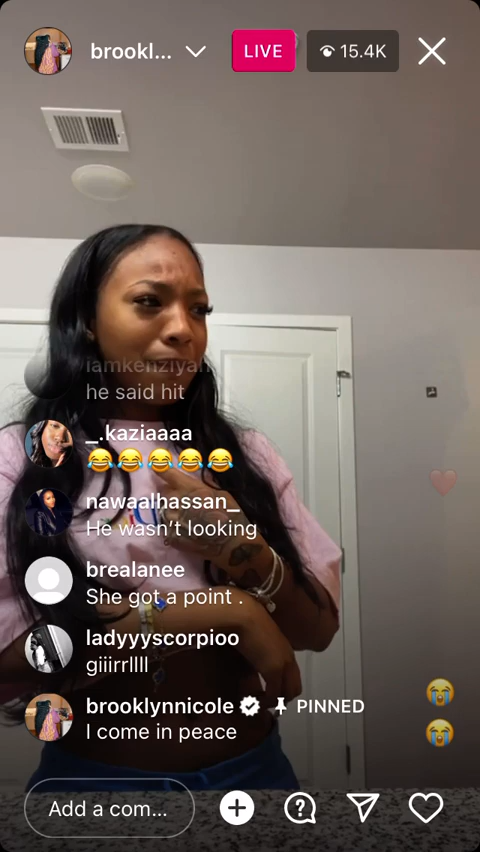 brookl...
LIVE
15.4K
iamkenziyah
he said hit
_.kaziaaaa
😂😂😂😂😂
nawaalhassan_
He wasn’t looking
brealanee
She got a point .
ladyyyscorpioo
giiirrllll
brooklynnicole PINNED
I come in peace
Add a com...